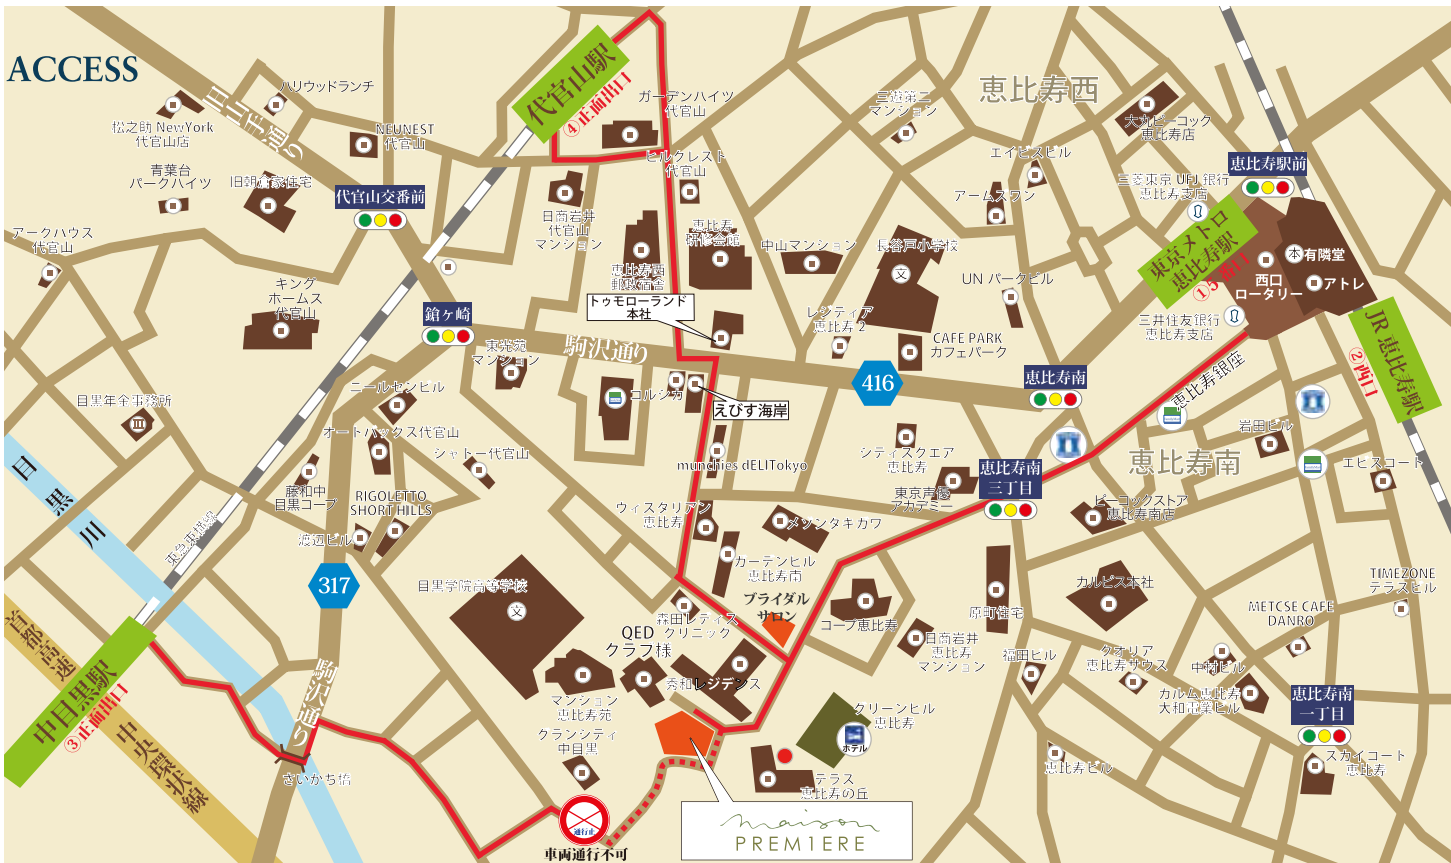 ACCESS
ハリウッドランチ
松之助 NewYork
代官山店
NEUNEST
代官山
青葉台
パークハイツ
旧朝倉家住宅
アークハウス
代官山
キング
ホームス
代官山
代官山交番前
代官山駅
④正面出口
ガーデンハイツ
代官山
ヒルクレスト
代官山
日商岩井
代官山
マンション
恵比寿西
郵政宿舎
恵比寿
研修会館
トゥモローランド
本社
三遊第二
マンション
恵比寿西
大丸ピーコック
恵比寿店
エイビスビル
アームスワン
中山マンション
長谷戸小学校
文
UN パークビル
レジティア
恵比寿 2
CAFE PARK
カフェパーク
三菱東京 UFJ 銀行
恵比寿支店
恵比寿駅前
東京メトロ
恵比寿駅
①5番出口
本
有隣堂
西口
ロータリー
アトレ
三井住友銀行
恵比寿支店
JR 恵比寿駅
②西口
鎗ヶ崎
東光苑
マンション
駒沢通り
416
恵比寿南
恵比寿銀座
コルシカ
えびす海岸
ニールセンビル
目黒年金事務所
オートバックス代官山
シャトー代官山
藤和中
目黒コープ
RIGOLETTO
SHORT HILLS
渡辺ビル
munchies dELITokyo
シティスクエア
恵比寿
東京声優
アカデミー
恵比寿南
三丁目
恵比寿南
岩田ビル
エビスコート
ピーコックストア
恵比寿南店
ウィスタリアン
恵比寿
メゾンタキカワ
ガーデンヒル
恵比寿南
目黒川
東急東横線
317
目黒学院高等学校
文
森田レディス
クリニック
ブライダル
サロン
コープ恵比寿
日商岩井
恵比寿
マンション
原町住宅
カルピス本社
TIMEZONE
テラスヒル
METCSE CAFE
DANRO
福田ビル
クオリア
恵比寿サウス
中村ビル
カルム恵比寿
大和電業ビル
恵比寿南
一丁目
スカイコート
恵比寿
恵比寿ビル
QED
クラブ様
秀和レジデンス
マンション
恵比寿苑
クランシティ
中目黒
グリーンヒル
恵比寿
ホテル
テラス
恵比寿の丘
首都高速
中央環状線
中目黒駅
③正面出口
駒沢通り
さいかち橋
通行止
車両通行不可
maison
PREM1ERE